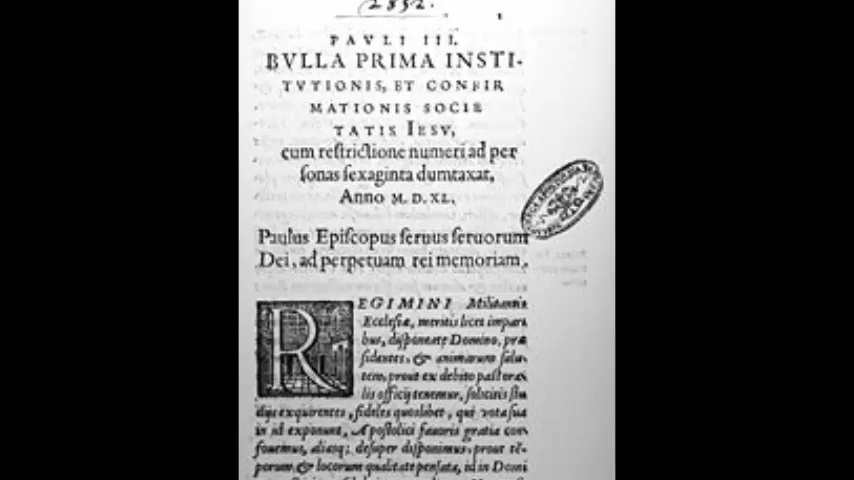 2852.
PAVLI III.
BVLLA PRIMA INSTI-
TVTIONIS, ET CONFIR
MATIONIS SOCIE
TATIS IESV,
cum reſtrictione numeri ad per
ſonas ſexaginta dumtaxat,
Anno M. D. XL.
Paulus Epiſcopus ſeruus ſeruorum
Dei, ad perpetuam rei memoriam.
REGIMINI Militantis
Eccleſiæ, meritis licet impari
bus, diſponente Domino, præ
ſidentes, & animarum ſalu-
tem, prout ex debito paſtora-
lis officij tenemur, ſolicitis ſtu
dijs exquirentes, fideles quoslibet, qui vota ſua
in id exponunt, Apoſtolici fauoris gratia con-
fouemus, aliasq; deſuper diſponimus, prout tē-
porum, & locorum qualitate penſata, id in Domi